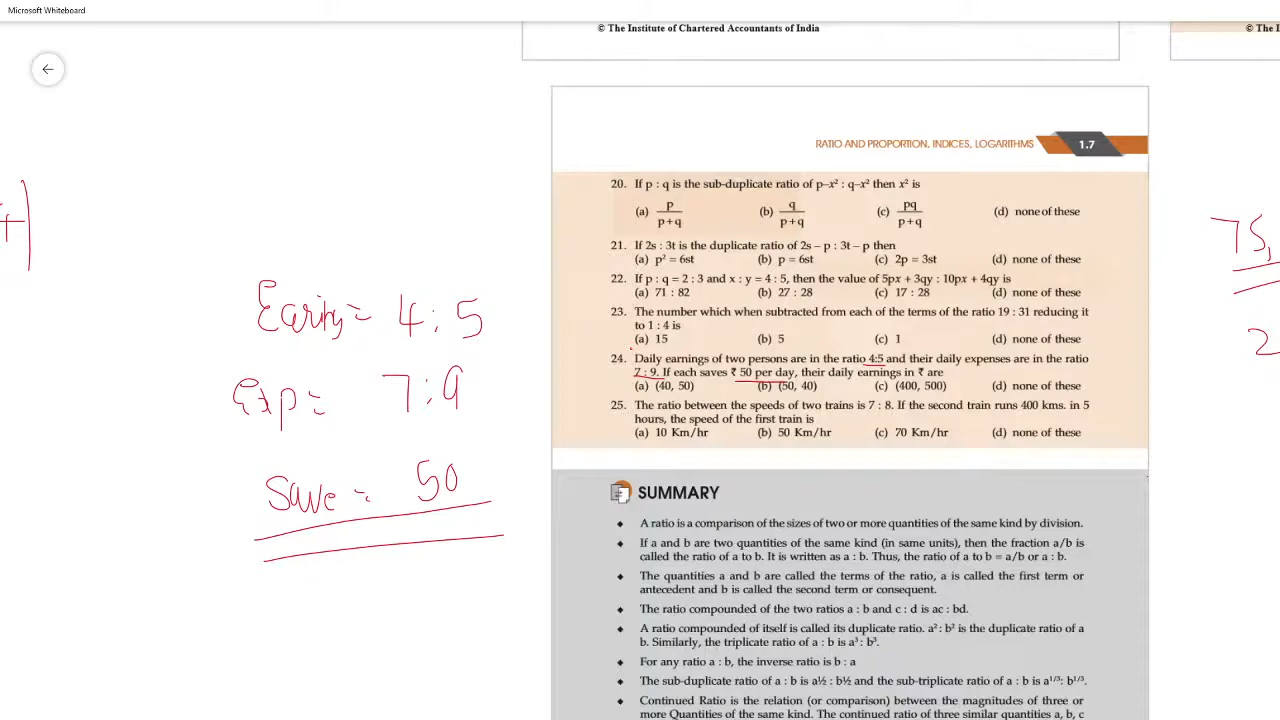 Microsoft Whiteboard
© The Institute of Chartered Accountants of India
© The I
RATIO AND PROPORTION, INDICES, LOGARITHMS 1.7
20. If p : q is the sub-duplicate ratio of p–x² : q–x² then x² is
(a) p/p+q (b) q/p+q (c) pq/p+q (d) none of these
21. If 2s : 3t is the duplicate ratio of 2s – p : 3t – p then
(a) p² = 6st (b) p = 6st (c) 2p = 3st (d) none of these
22. If p : q = 2 : 3 and x : y = 4 : 5, then the value of 5px + 3qy : 10px + 4qy is
(a) 71 : 82 (b) 27 : 28 (c) 17 : 28 (d) none of these
23. The number which when subtracted from each of the terms of the ratio 19 : 31 reducing it
to 1 : 4 is
(a) 15 (b) 5 (c) 1 (d) none of these
24. Daily earnings of two persons are in the ratio 4:5 and their daily expenses are in the ratio
7 : 9. If each saves ₹ 50 per day, their daily earnings in ₹ are
(a) (40, 50) (b) (50, 40) (c) (400, 500) (d) none of these
25. The ratio between the speeds of two trains is 7 : 8. If the second train runs 400 kms. in 5
hours, the speed of the first train is
(a) 10 Km/hr (b) 50 Km/hr (c) 70 Km/hr (d) none of these
= 4 : 5
Exp = 7 : 9
Save = 50
75,
2
SUMMARY
◆ A ratio is a comparison of the sizes of two or more quantities of the same kind by division.
◆ If a and b are two quantities of the same kind (in same units), then the fraction a/b is
called the ratio of a to b. It is written as a : b. Thus, the ratio of a to b = a/b or a : b.
◆ The quantities a and b are called the terms of the ratio, a is called the first term or
antecedent and b is called the second term or consequent.
◆ The ratio compounded of the two ratios a : b and c : d is ac : bd.
◆ A ratio compounded of itself is called its duplicate ratio. a² : b² is the duplicate ratio of a
b. Similarly, the triplicate ratio of a : b is a³ : b³.
◆ For any ratio a : b, the inverse ratio is b : a
◆ The sub-duplicate ratio of a : b is a½ : b½ and the sub-triplicate ratio of a : b is a¹/³: b¹/³.
◆ Continued Ratio is the relation (or comparison) between the magnitudes of three or
more Quantities of the same kind. The continued ratio of three similar quantities a, b, c